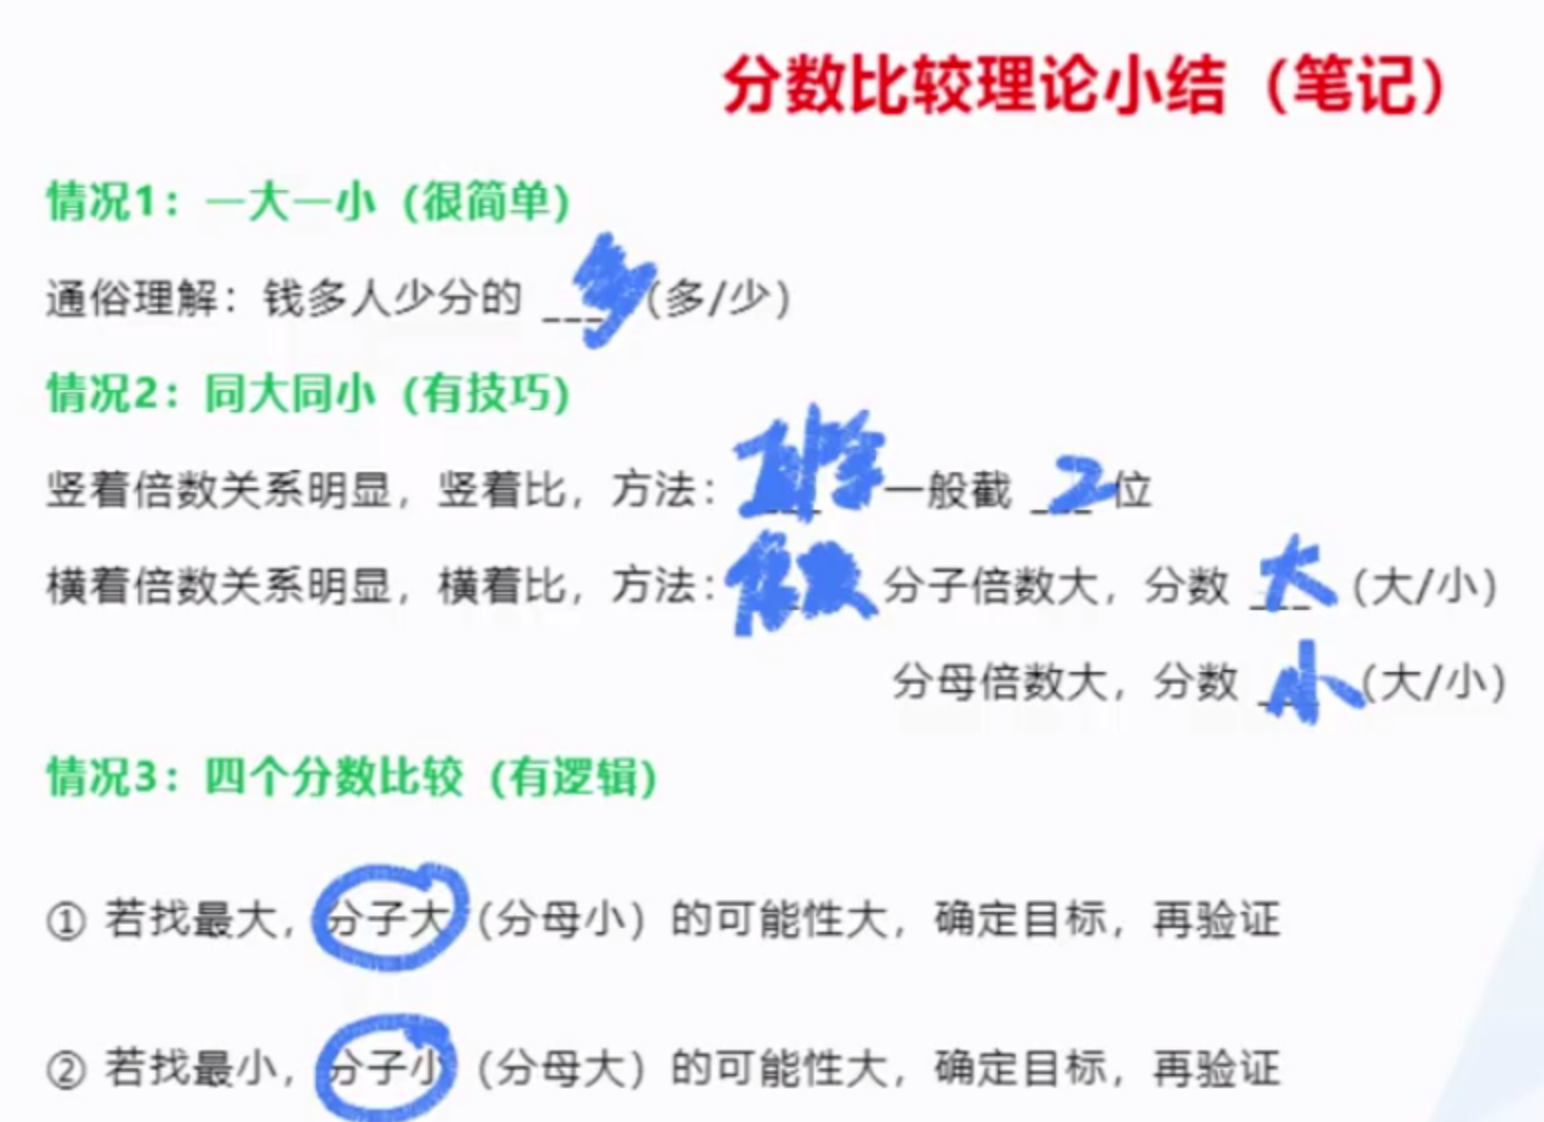 分数比较理论小结（笔记）
情况1：一大一小（很简单）
通俗理解：钱多人少分的 ___多（多/少）
情况2：同大同小（有技巧）
竖着倍数关系明显，竖着比，方法：直除 一般截 2 位
横着倍数关系明显，横着比，方法：倍数 分子倍数大，分数 大（大/小）
分母倍数大，分数 小（大/小）
情况3：四个分数比较（有逻辑）
① 若找最大，分子大（分母小）的可能性大，确定目标，再验证
② 若找最小，分子小（分母大）的可能性大，确定目标，再验证